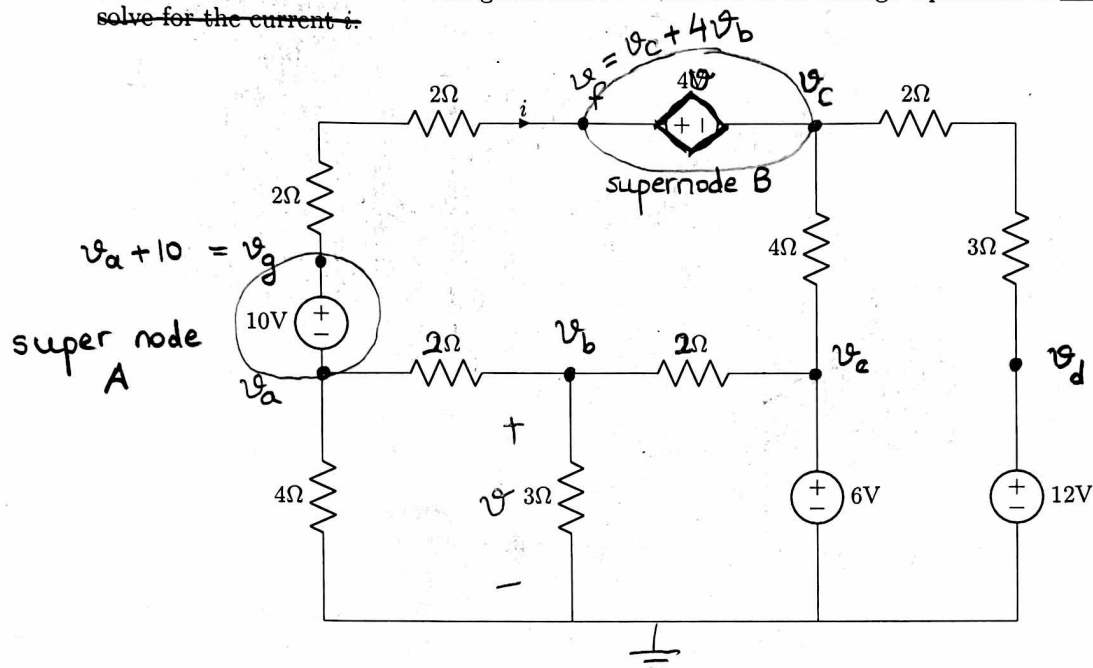 solve for the current i.
𝑣f = 𝑣c + 4𝑣b
4𝑣
𝑣c
2Ω
i
2Ω
+ −
supernode B
2Ω
4Ω
3Ω
𝑣a + 10 = 𝑣g
10V
+
−
super node
A
𝑣a
2Ω
𝑣b
2Ω
𝑣e
𝑣d
+
4Ω
𝑣
3Ω
+
−
6V
+
−
12V
−